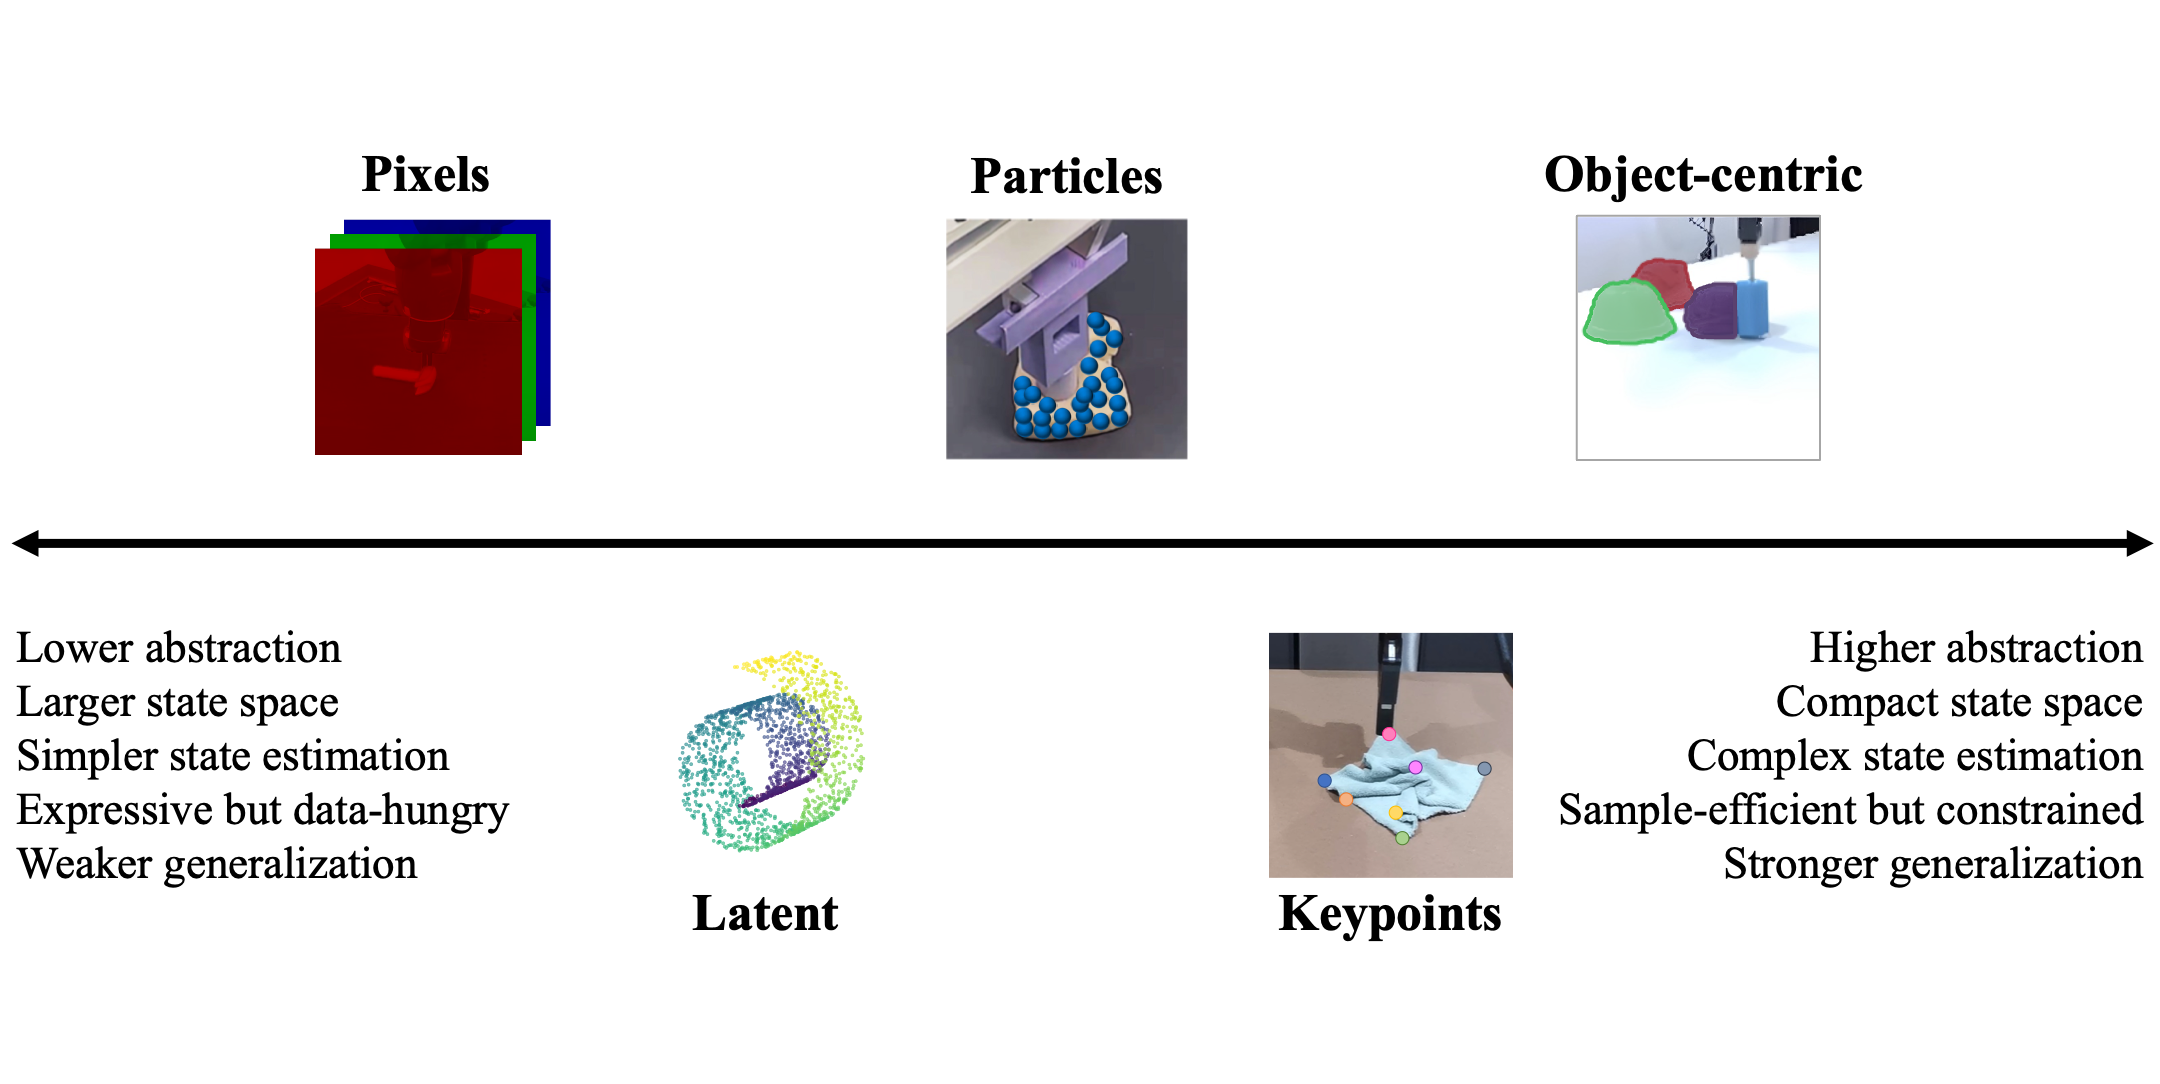 Pixels
Particles
Object-centric
Lower abstraction
Larger state space
Simpler state estimation
Expressive but data-hungry
Weaker generalization
Latent
Keypoints
Higher abstraction
Compact state space
Complex state estimation
Sample-efficient but constrained
Stronger generalization